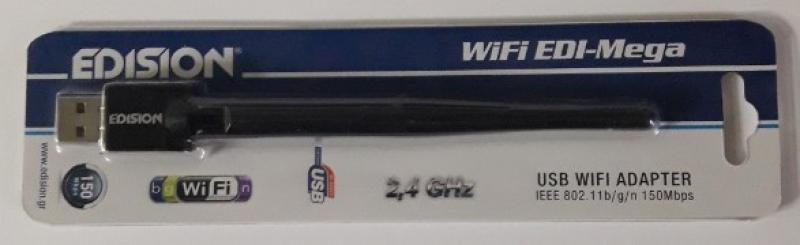 EDISION®
WiFi EDI-Mega
EDISION
www.edision.gr
150
Mbps
b g WiFi n
USB
2,4 GHz
USB WIFI ADAPTER
IEEE 802.11b/g/n 150Mbps